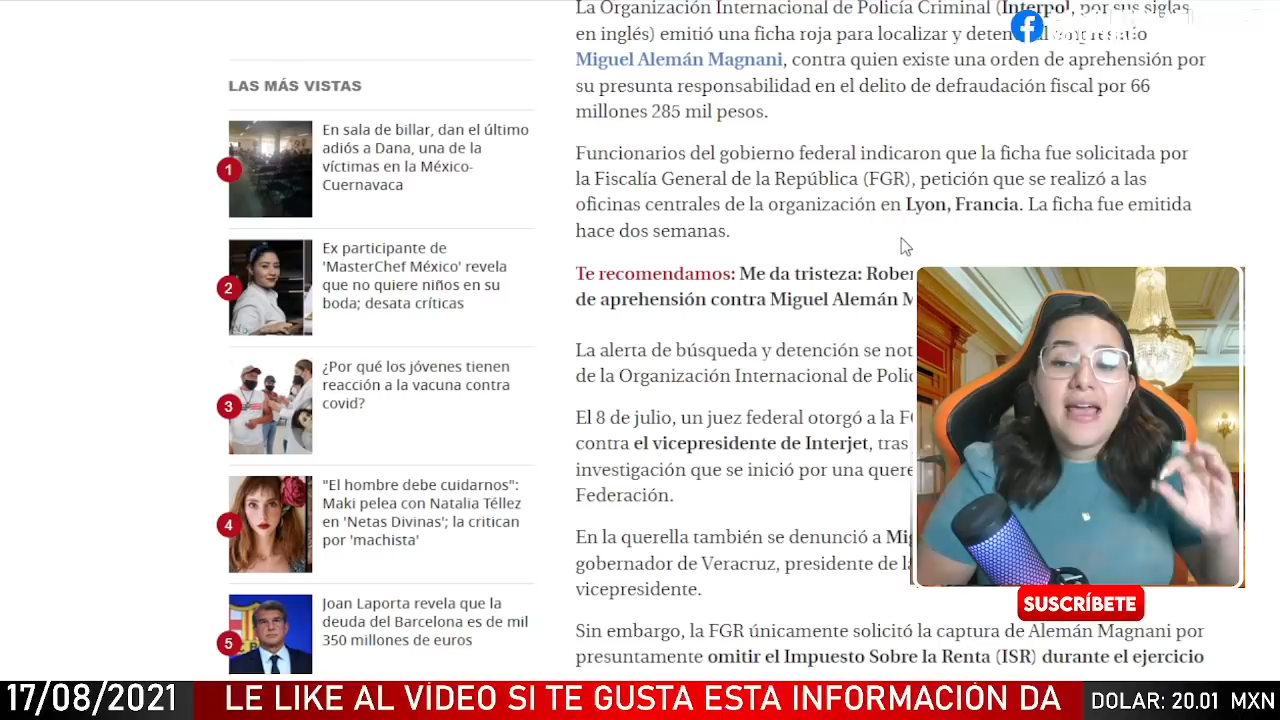 LAS MÁS VISTAS
1
En sala de billar, dan el último
adiós a Dana, una de la
víctimas en la México-
Cuernavaca
2
Ex participante de
'MasterChef México' revela
que no quiere niños en su
boda; desata críticas
3
¿Por qué los jóvenes tienen
reacción a la vacuna contra
covid?
4
"El hombre debe cuidarnos":
Maki pelea con Natalia Téllez
en 'Netas Divinas'; la critican
por 'machista'
5
Joan Laporta revela que la
deuda del Barcelona es de mil
350 millones de euros
La Organización Internacional de Policía Criminal (Interpol, por sus siglas
en inglés) emitió una ficha roja para localizar y
Miguel Alemán Magnani, contra quien existe una orden de aprehensión por
su presunta responsabilidad en el delito de defraudación fiscal por 66
millones 285 mil pesos.
Funcionarios del gobierno federal indicaron que la ficha fue solicitada por
la Fiscalía General de la República (FGR), petición que se realizó a las
oficinas centrales de la organización en Lyon, Francia. La ficha fue emitida
hace dos semanas.
Te recomendamos: Me da tristeza: Rober
de aprehensión contra Miguel Alemán M
La alerta de búsqueda y detención se not
de la Organización Internacional de Polic
El 8 de julio, un juez federal otorgó a la FG
contra el vicepresidente de Interjet, tras
investigación que se inició por una quere
Federación.
En la querella también se denunció a Mig
gobernador de Veracruz, presidente de la
vicepresidente.
Sin embargo, la FGR únicamente solicitó la captura de Alemán Magnani por
presuntamente omitir el Impuesto Sobre la Renta (ISR) durante el ejercicio
SUSCRÍBETE
17/08/2021 LE LIKE AL VÍDEO SI TE GUSTA ESTA INFORMACIÓN DA DOLAR: 20.01 MXN